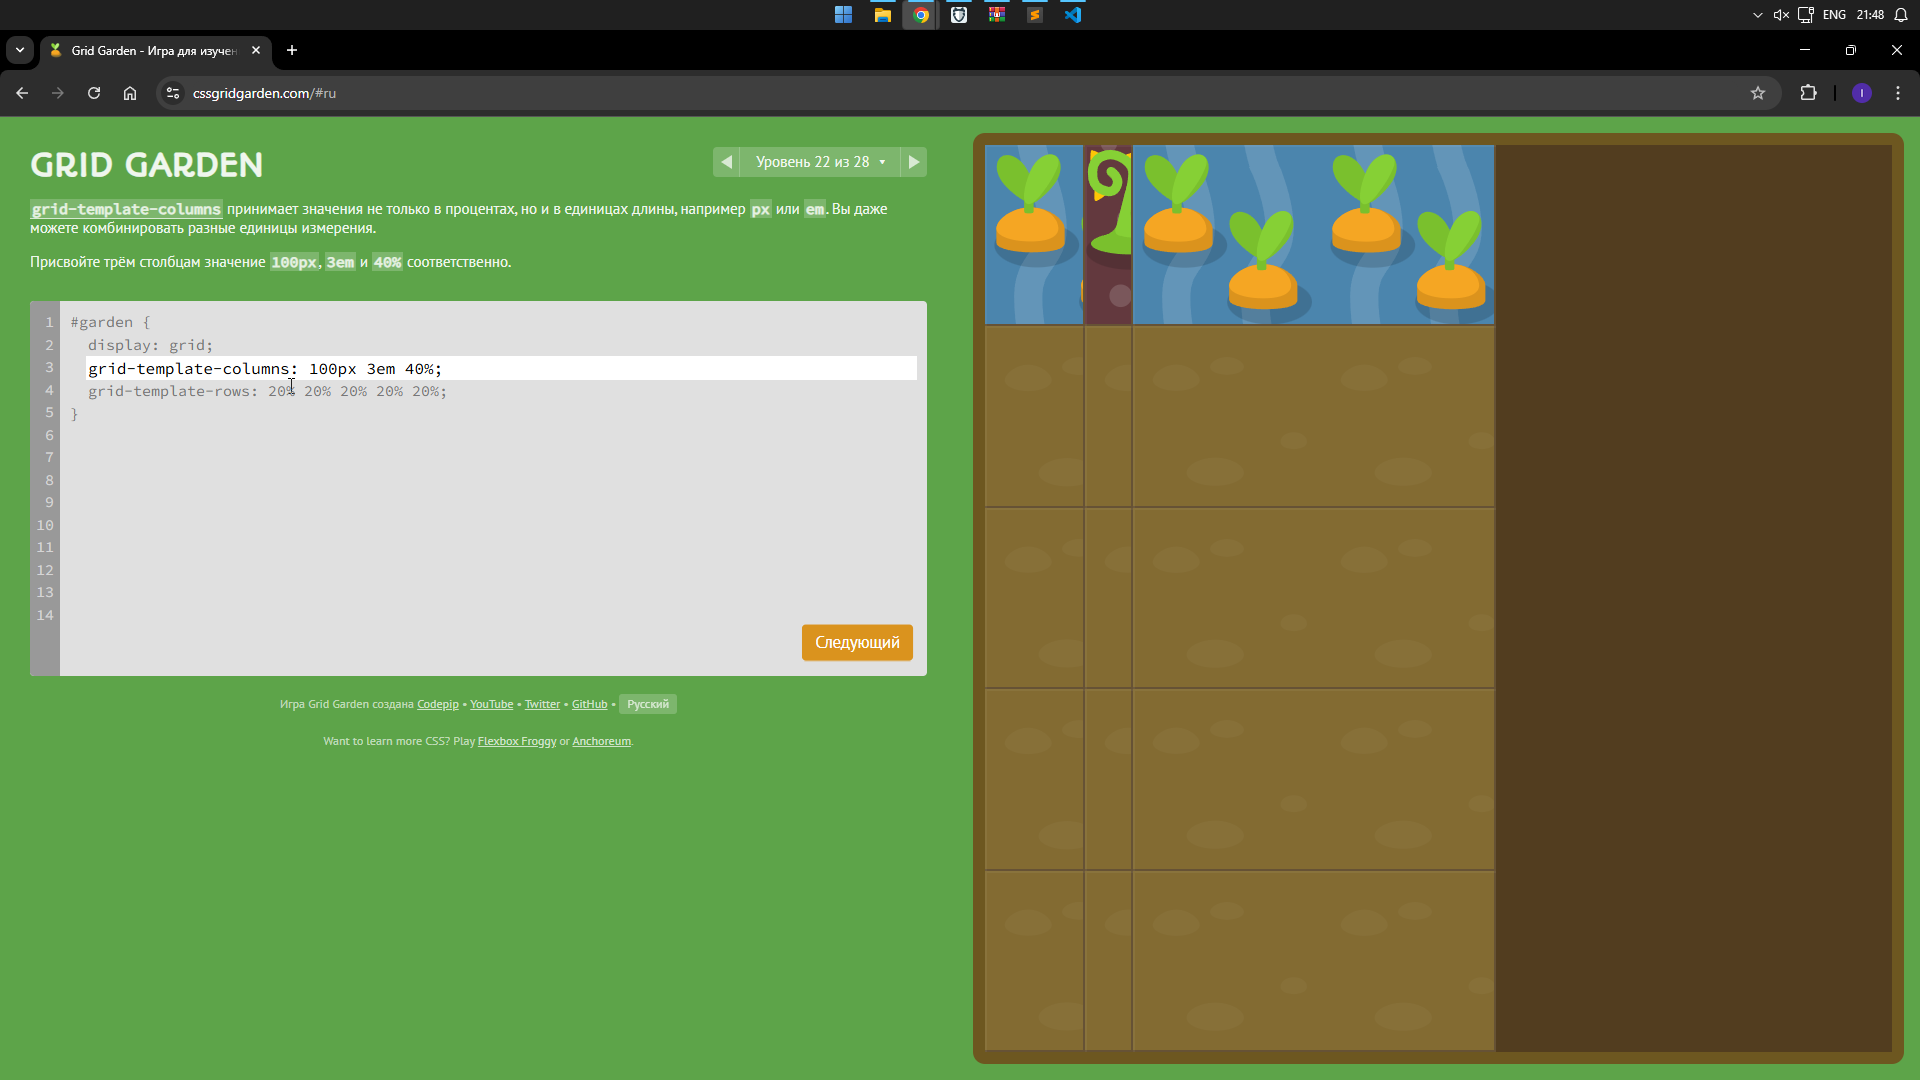 ENG 21:48
Grid Garden - Игра для изучен
cssgridgarden.com/#ru
I
GRID GARDEN
Уровень 22 из 28
grid-template-columns принимает значения не только в процентах, но и в единицах длины, например px или em. Вы даже
можете комбинировать разные единицы измерения.
Присвойте трём столбцам значение 100px, 3em и 40% соответственно.
1 #garden {
2 display: grid;
3 grid-template-columns: 100px 3em 40%;
4 grid-template-rows: 20% 20% 20% 20% 20%;
5 }
6
7
8
9
10
11
12
13
14
Следующий
Игра Grid Garden создана Codepip • YouTube • Twitter • GitHub • Русский
Want to learn more CSS? Play Flexbox Froggy or Anchoreum.